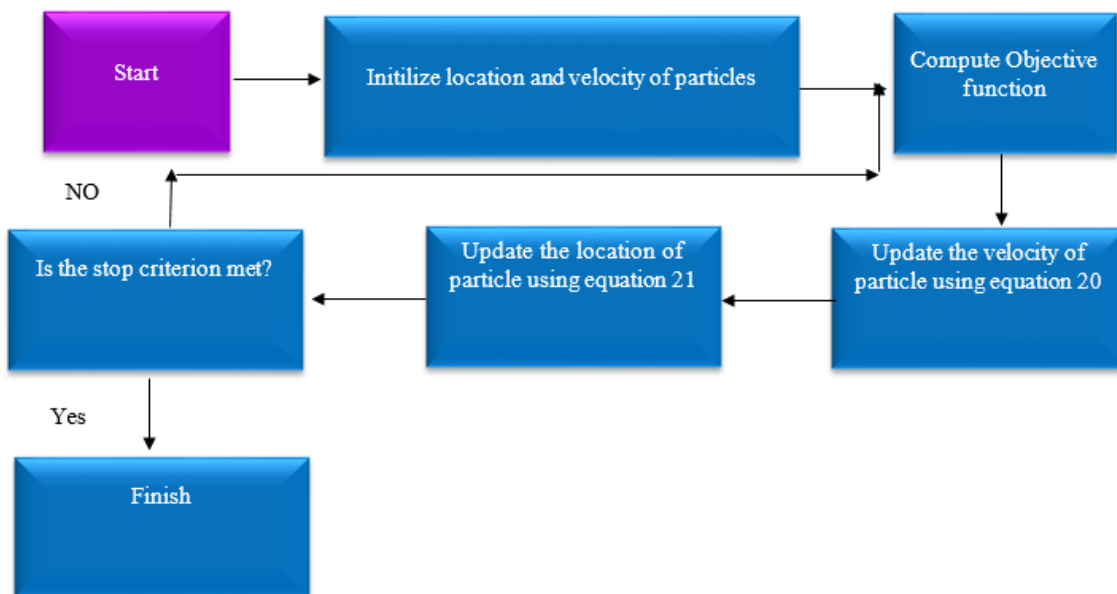 Start
Initilize location and velocity of particles
Compute Objective
function
NO
Is the stop criterion met?
Update the location of
particle using equation 21
Update the velocity of
particle using equation 20
Yes
Finish